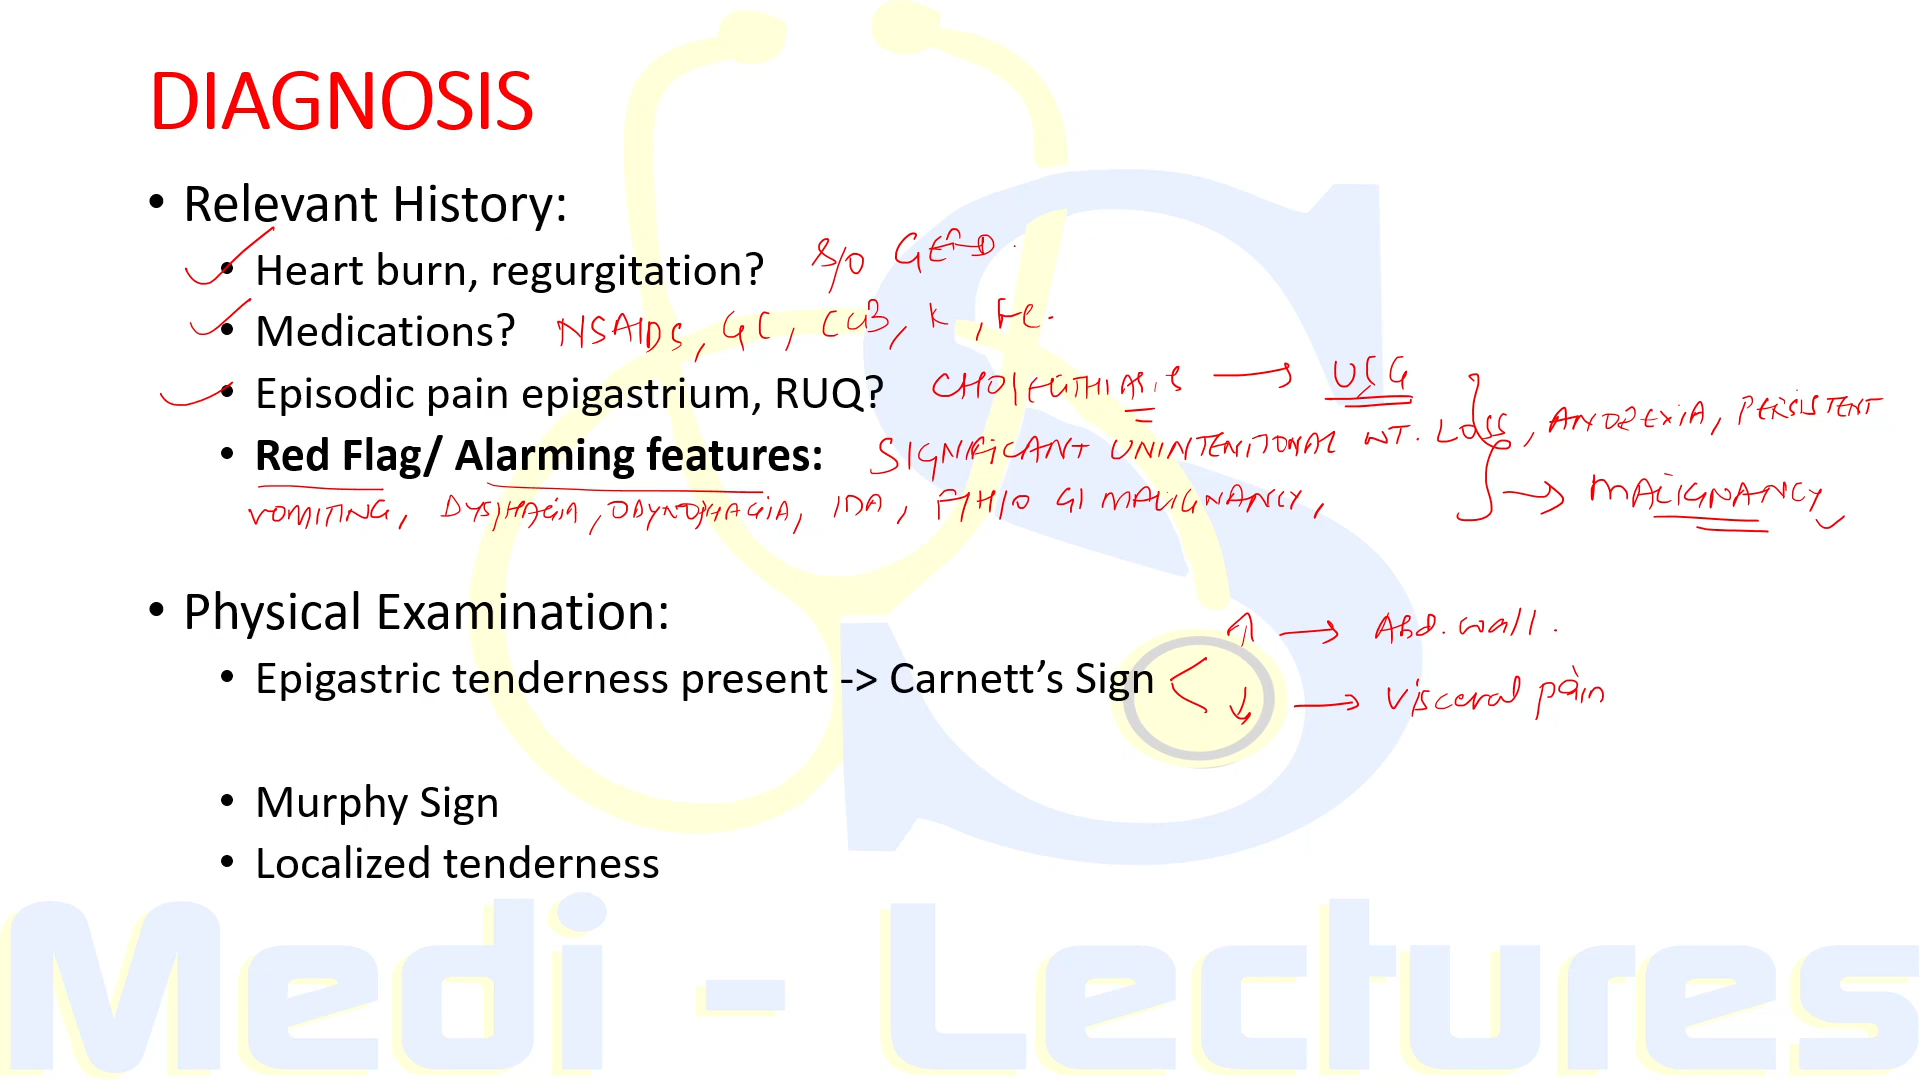 DIAGNOSIS
• Relevant History:
• Heart burn, regurgitation? S/O GERD.
• Medications? NSAIDS, GC, CCB, K, Fe.
• Episodic pain epigastrium, RUQ? CHOLELITHIASIS → USG
• Red Flag/ Alarming features: SIGNIFICANT UNINTENITONAL WT. LOSS, ANOREXIA, PERSISTENT
VOMITING, DYSPHAGIA, ODYNOPHAGIA, IDA, F/H/O GI MALIGNANCY, → MALIGNANCY
• Physical Examination:
↑ → Abd. wall.
• Epigastric tenderness present -> Carnett’s Sign
↓ → Visceral pain
• Murphy Sign
• Localized tenderness
Medi - Lectures